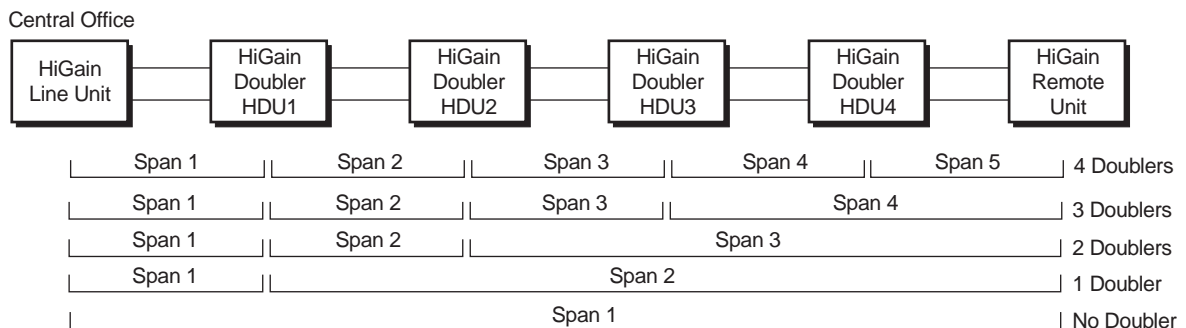 Central Office
HiGain
Line Unit
HiGain
Doubler
HDU1
HiGain
Doubler
HDU2
HiGain
Doubler
HDU3
HiGain
Doubler
HDU4
HiGain
Remote
Unit
Span 1 Span 2 Span 3 Span 4 Span 5 4 Doublers
Span 1 Span 2 Span 3 Span 4 3 Doublers
Span 1 Span 2 Span 3 2 Doublers
Span 1 Span 2 1 Doubler
Span 1 No Doubler